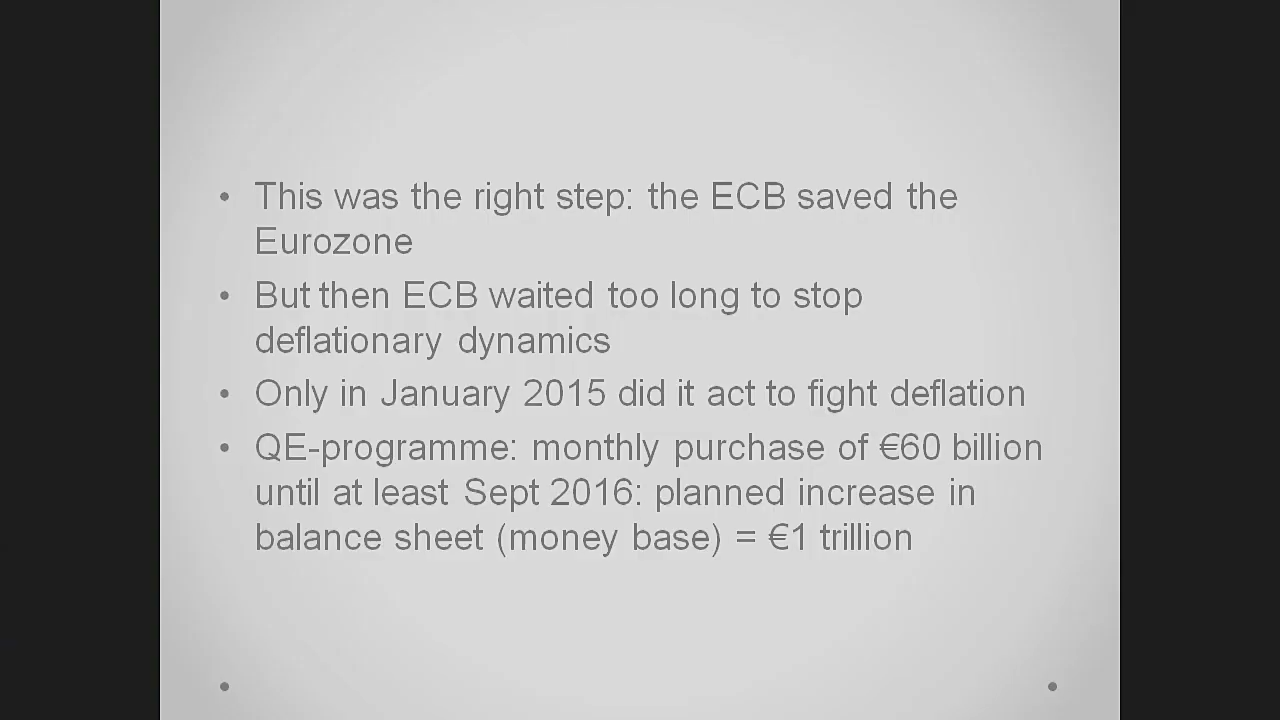 • This was the right step: the ECB saved the
Eurozone
• But then ECB waited too long to stop
deflationary dynamics
• Only in January 2015 did it act to fight deflation
• QE-programme: monthly purchase of €60 billion
until at least Sept 2016: planned increase in
balance sheet (money base) = €1 trillion